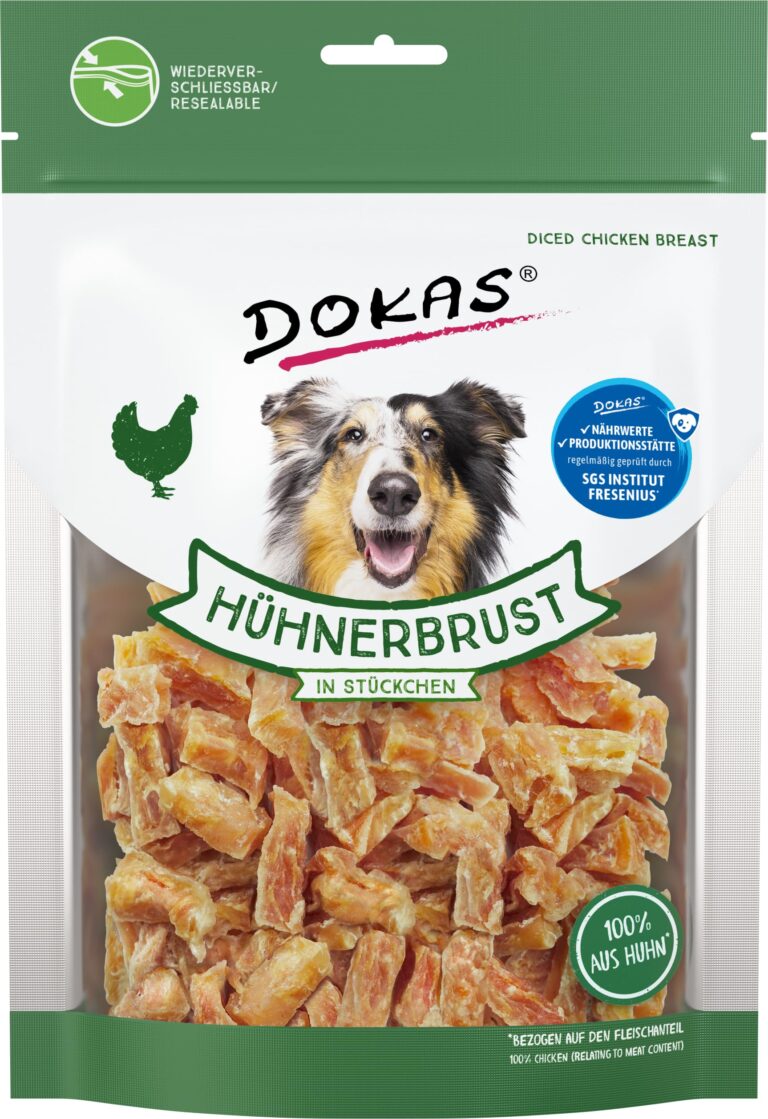 WIEDERVER-
SCHLIESSBAR/
RESEALABLE
DICED CHICKEN BREAST
DOKAS®
DOKAS®
✓NÄHRWERTE
✓PRODUKTIONSSTÄTTE
regelmäßig geprüft durch
SGS INSTITUT
FRESENIUS*
HÜHNERBRUST
IN STÜCKCHEN
100%
AUS HUHN*
*BEZOGEN AUF DEN FLEISCHANTEIL
100% CHICKEN (RELATING TO MEAT CONTENT)